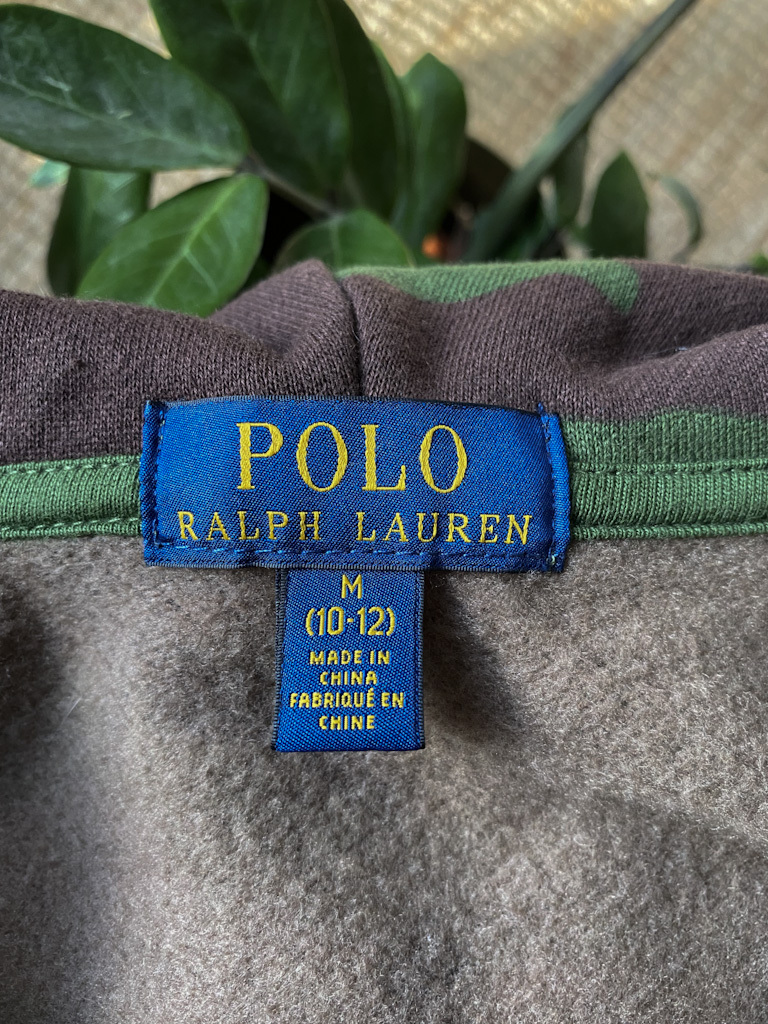 POLO
RALPH LAUREN
M
(10-12)
MADE IN
CHINA
FABRIQUÉ EN
CHINE